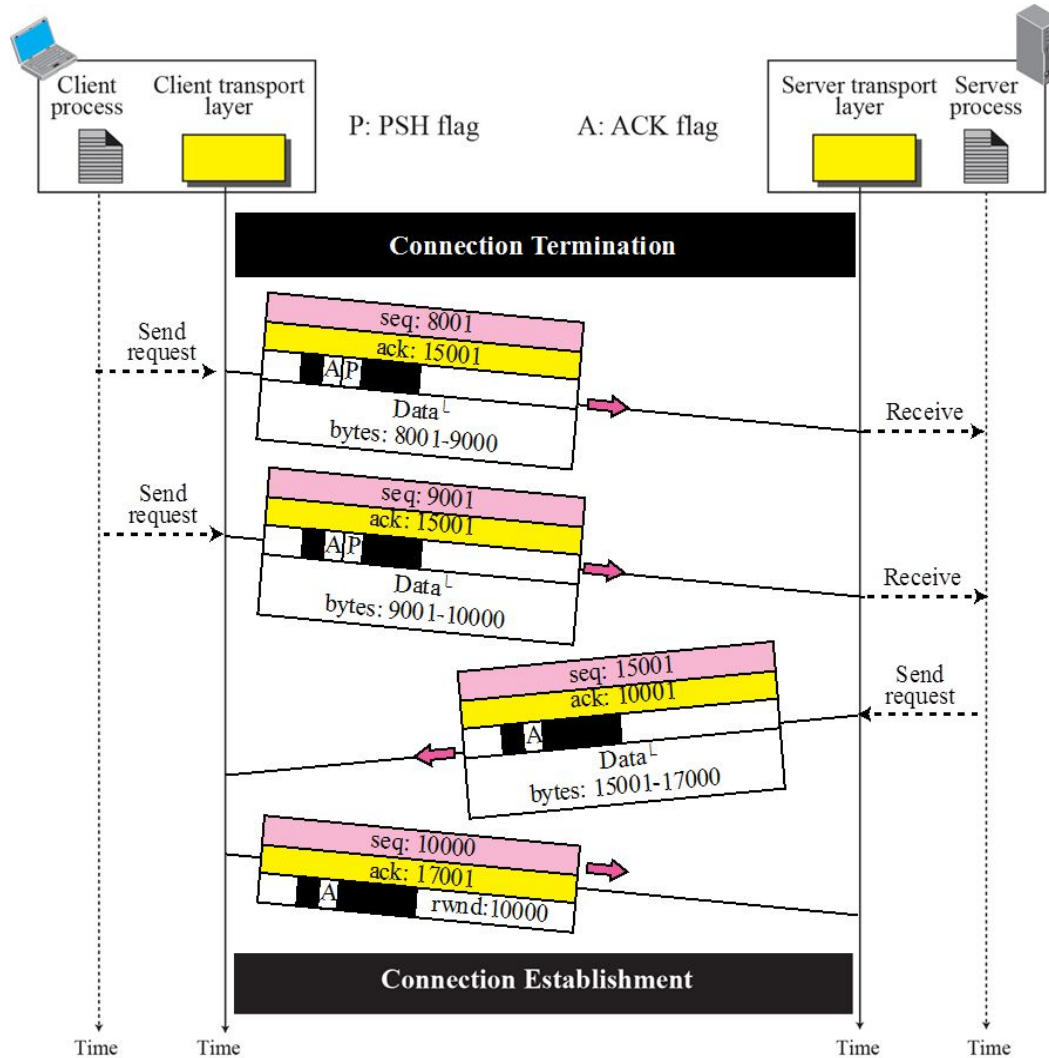 Client
process
Client transport
layer
P: PSH flag
A: ACK flag
Server transport
layer
Server
process
Connection Termination
Send
request
seq: 8001
ack: 15001
A P
Data
bytes: 8001-9000
Receive
Send
request
seq: 9001
ack: 15001
A P
Data
bytes: 9001-10000
Receive
seq: 15001
ack: 10001
A
Data
bytes: 15001-17000
Send
request
seq: 10000
ack: 17001
A
rwnd:10000
Connection Establishment
Time
Time
Time
Time